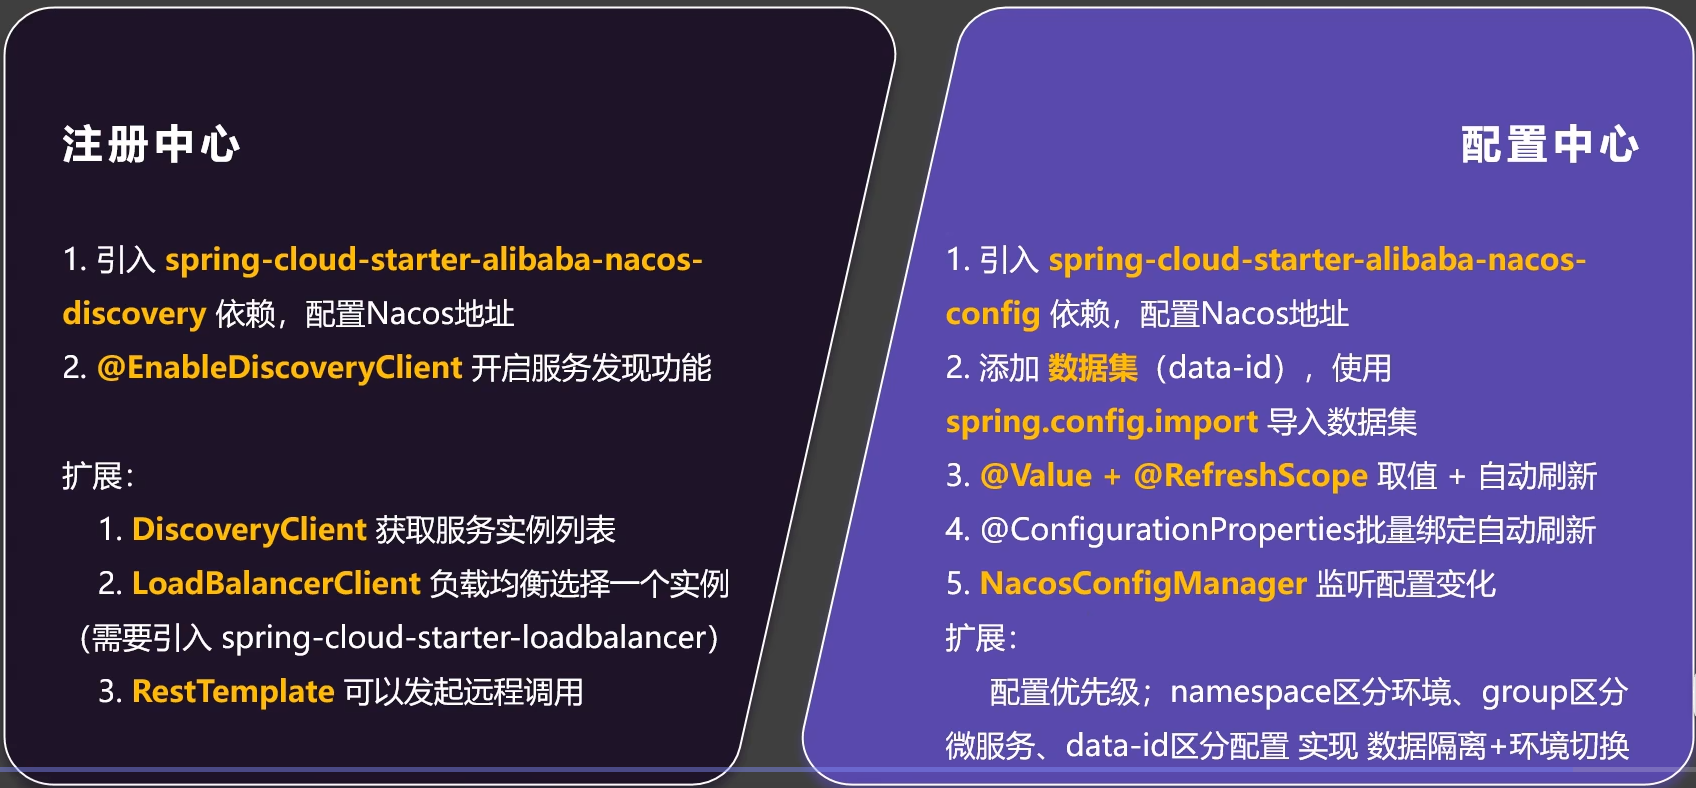 注册中心
1. 引入 spring-cloud-starter-alibaba-nacos-
discovery 依赖，配置Nacos地址
2. @EnableDiscoveryClient 开启服务发现功能
扩展：
1. DiscoveryClient 获取服务实例列表
2. LoadBalancerClient 负载均衡选择一个实例
（需要引入 spring-cloud-starter-loadbalancer）
3. RestTemplate 可以发起远程调用
配置中心
1. 引入 spring-cloud-starter-alibaba-nacos-
config 依赖，配置Nacos地址
2. 添加 数据集（data-id），使用
spring.config.import 导入数据集
3. @Value + @RefreshScope 取值 + 自动刷新
4. @ConfigurationProperties批量绑定自动刷新
5. NacosConfigManager 监听配置变化
扩展：
配置优先级；namespace区分环境、group区分
微服务、data-id区分配置 实现 数据隔离+环境切换